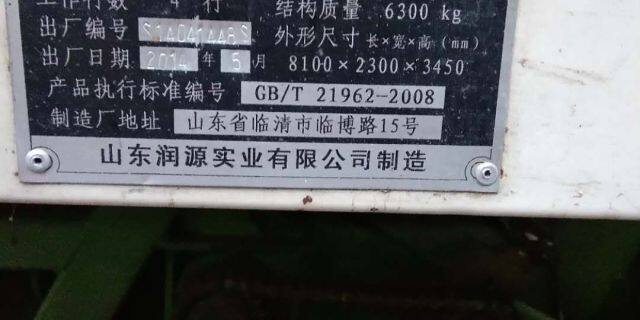 工作行数 4 行 结构质量 6300 kg
出厂编号 S1A041448S 外形尺寸 长×宽×高(mm)
出厂日期 2014 年 5 月 8100×2300×3450
产品执行标准编号 GB/T 21962-2008
制造厂地址 山东省临清市临博路15号
山东润源实业有限公司制造